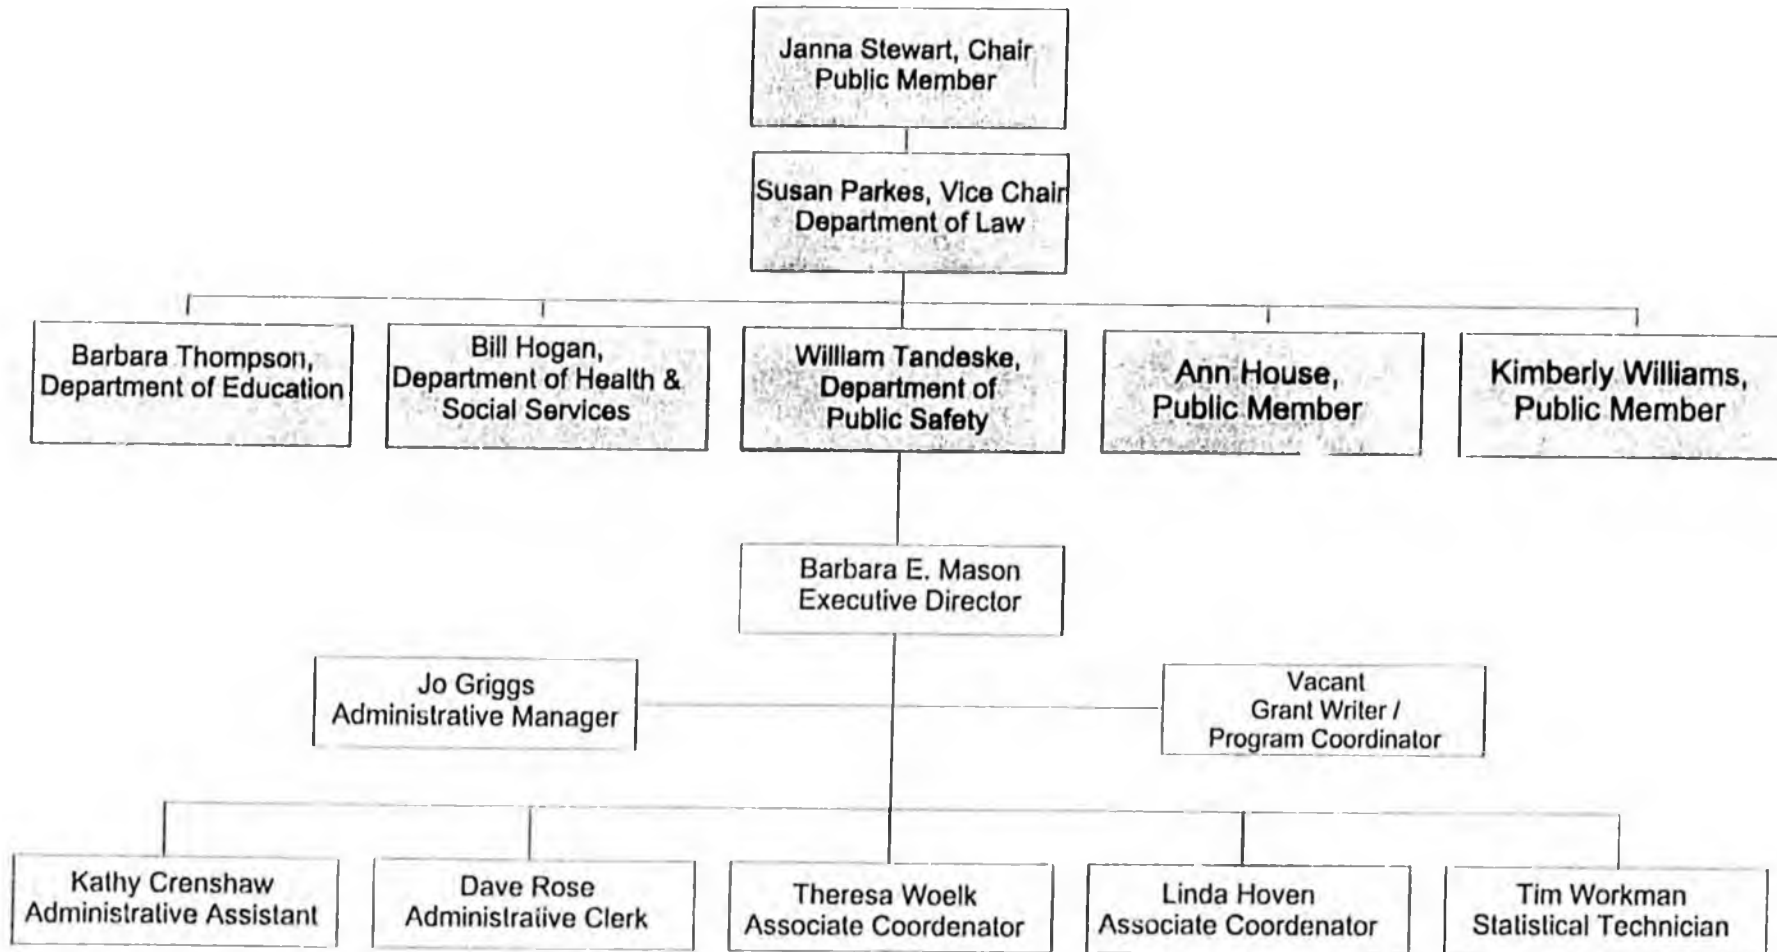 Janna Stewart, Chair
Public Member
Susan Parkes, Vice Chair
Department of Law
Barbara Thompson,
Department of Education
Bill Hogan,
Department of Health &
Social Services
William Tandeske,
Department of
Public Safety
Ann House,
Public Member
Kimberly Williams,
Public Member
Barbara E. Mason
Executive Director
Jo Griggs
Administrative Manager
Vacant
Grant Writer /
Program Coordinator
Kathy Crenshaw
Administrative Assistant
Dave Rose
Administrative Clerk
Theresa Woelk
Associate Coordenator
Linda Hoven
Associate Coordenator
Tim Workman
Statistical Technician